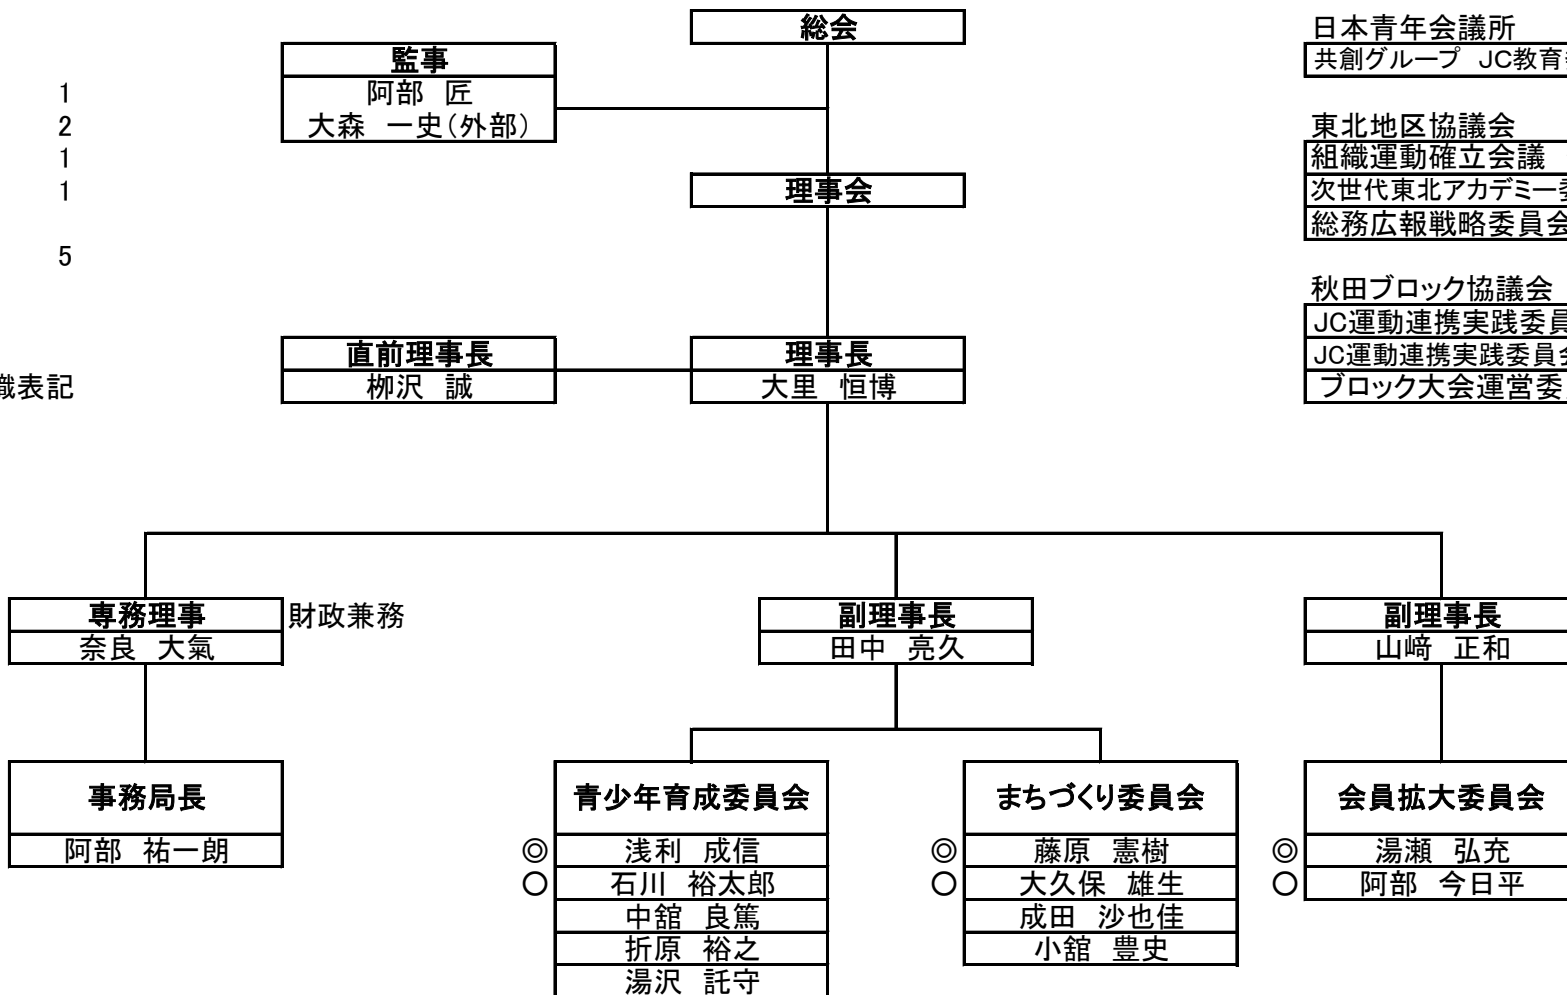 総会
日本青年会議所
監事
共創グループ JC教育
1
阿部 匠
2
大森 一史(外部)
東北地区協議会
1
組織運動確立会議
1
理事会
次世代東北アカデミー
総務広報戦略委員会
5
秋田ブロック協議会
JC運動連携実践委員
直前理事長
理事長
JC運動連携実践委員会
織表記
栁沢 誠
大里 恒博
ブロック大会運営委
専務理事
財政兼務
副理事長
副理事長
奈良 大氣
田中 亮久
山﨑 正和
事務局長
青少年育成委員会
まちづくり委員会
会員拡大委員会
阿部 祐一朗
◎ 浅利 成信
◎ 藤原 憲樹
◎ 湯瀬 弘充
○ 石川 裕太郎
○ 大久保 雄生
○ 阿部 今日平
中舘 良篤
成田 沙也佳
折原 裕之
小舘 豊史
湯沢 託守